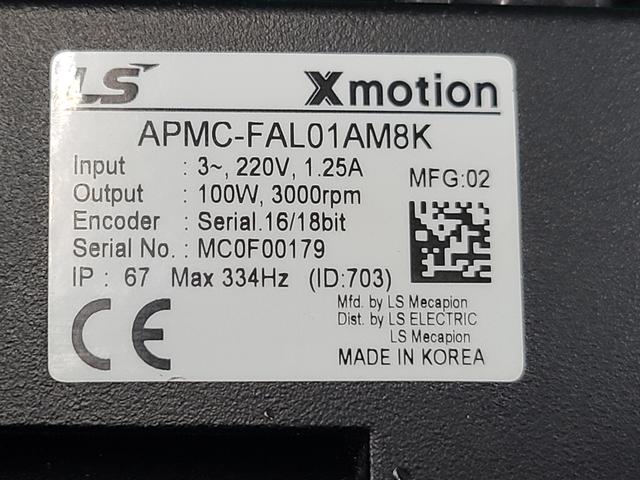 LS Xmotion
APMC-FAL01AM8K
Input : 3~, 220V, 1.25A
MFG:02
Output : 100W, 3000rpm
Encoder : Serial.16/18bit
Serial No. : MC0F00179
IP : 67 Max 334Hz (ID:703)
Mfd. by LS Mecapion
Dist. by LS ELECTRIC
LS Mecapion
CE
MADE IN KOREA